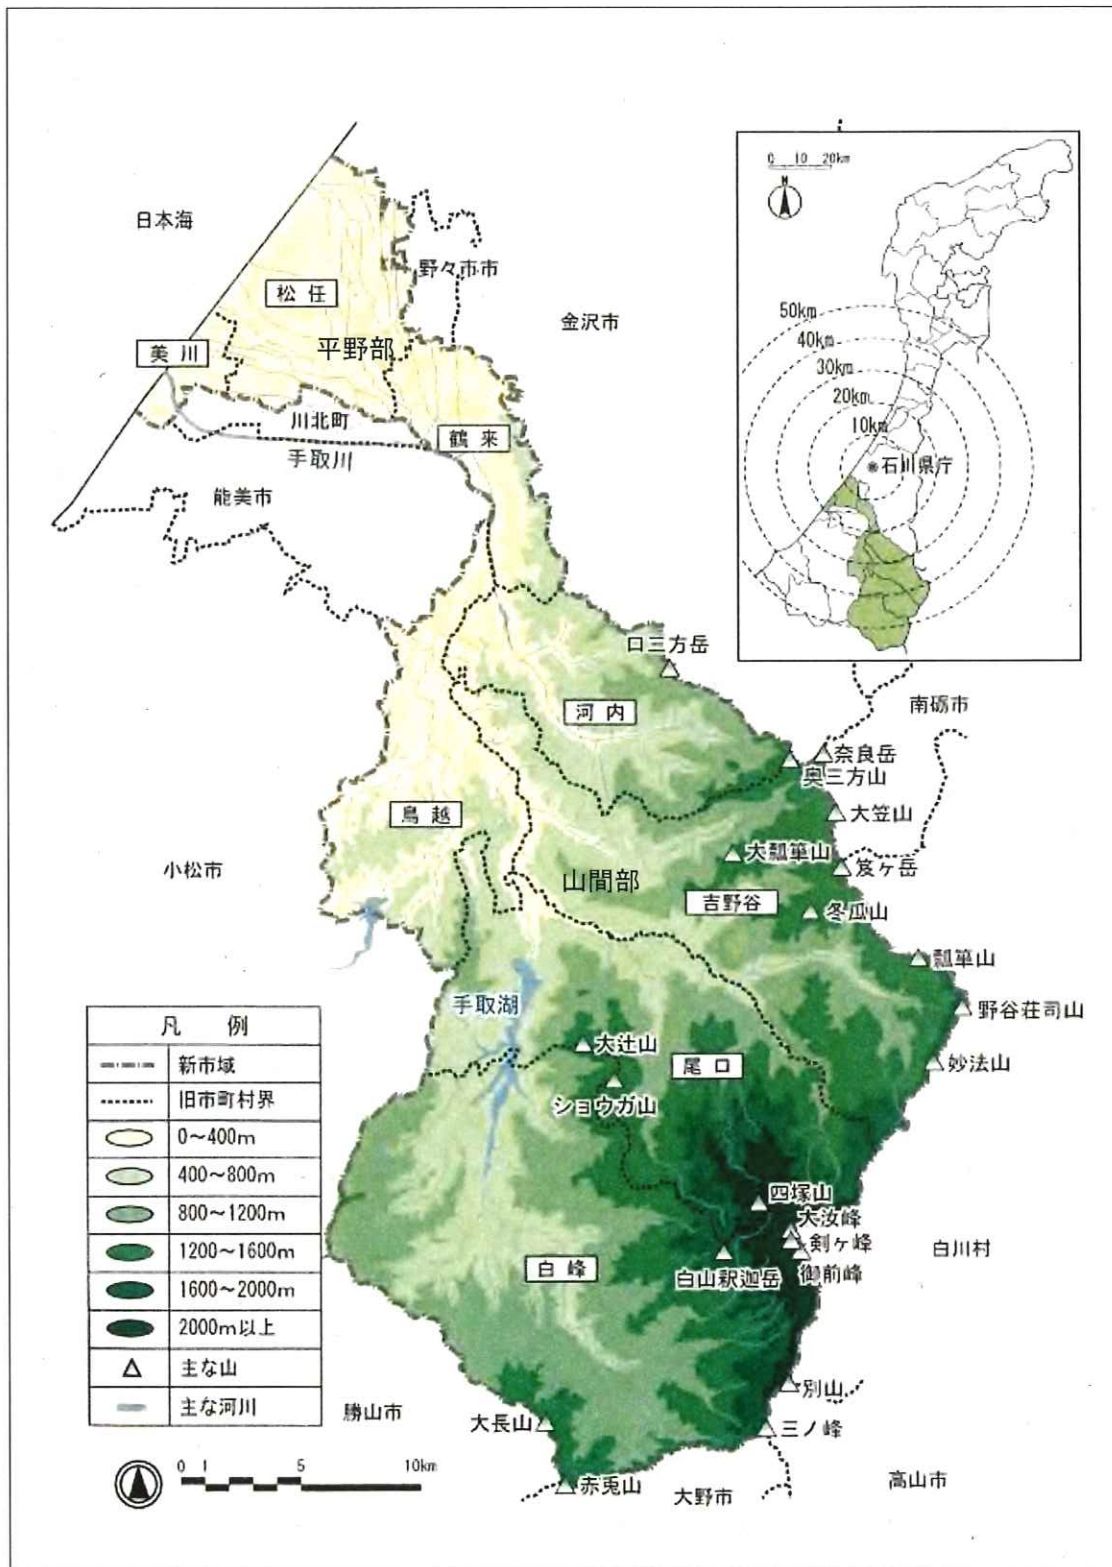 日本海
松任
野々市市
金沢市
美川
平野部
川北町
鶴来
手取川
能美市
0 10 20km
N
50km
40km
30km
20km
10km
石川県庁
口三方岳
河内
南砺市
奈良岳
奥三方山
鳥越
大笠山
小松市
大瓢箪山
笈ヶ岳
山間部
吉野谷
冬瓜山
瓢箪山
手取湖
野谷荘司山
大辻山
尾口
妙法山
ショウガ山
四塚山
大汝峰
剣ヶ峰
白川村
白峰
白山釈迦岳
御前峰
別山
勝山市
大長山
三ノ峰
赤兎山
大野市
高山市
凡 例
新市域
旧市町村界
0～400m
400～800m
800～1200m
1200～1600m
1600～2000m
2000m以上
主な山
主な河川
0 1 5 10km